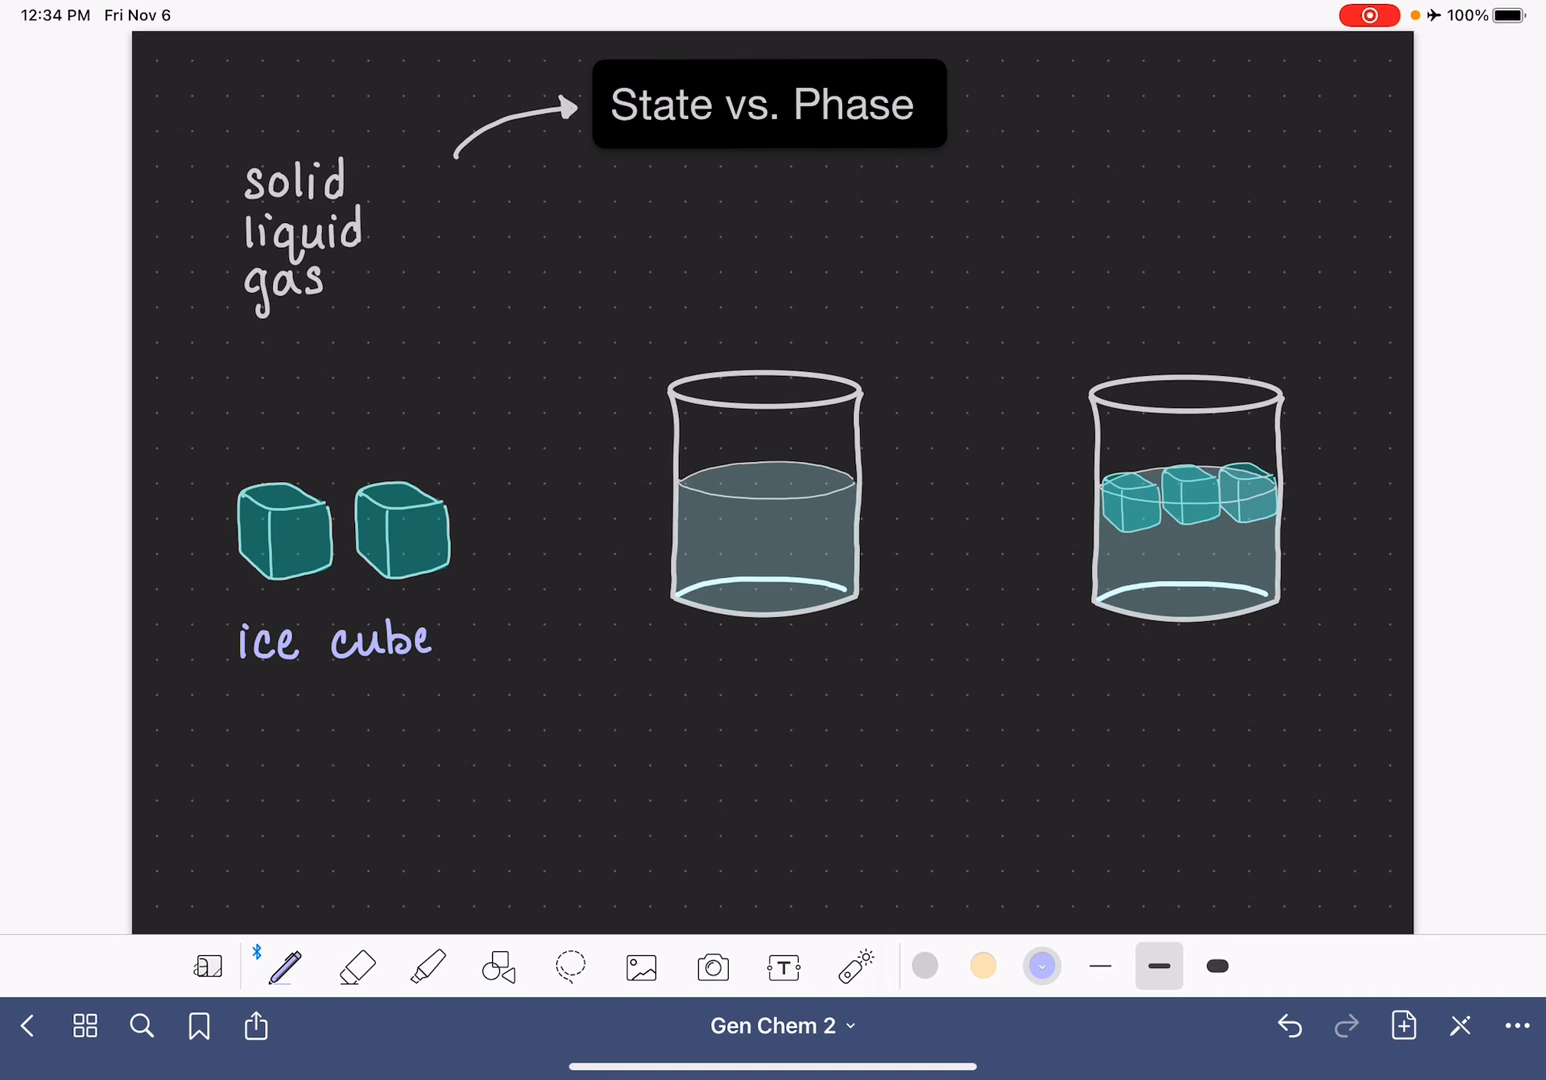 12:34 PM Fri Nov 6
100%
State vs. Phase
solid
liquid
gas
ice cube
T
Gen Chem 2